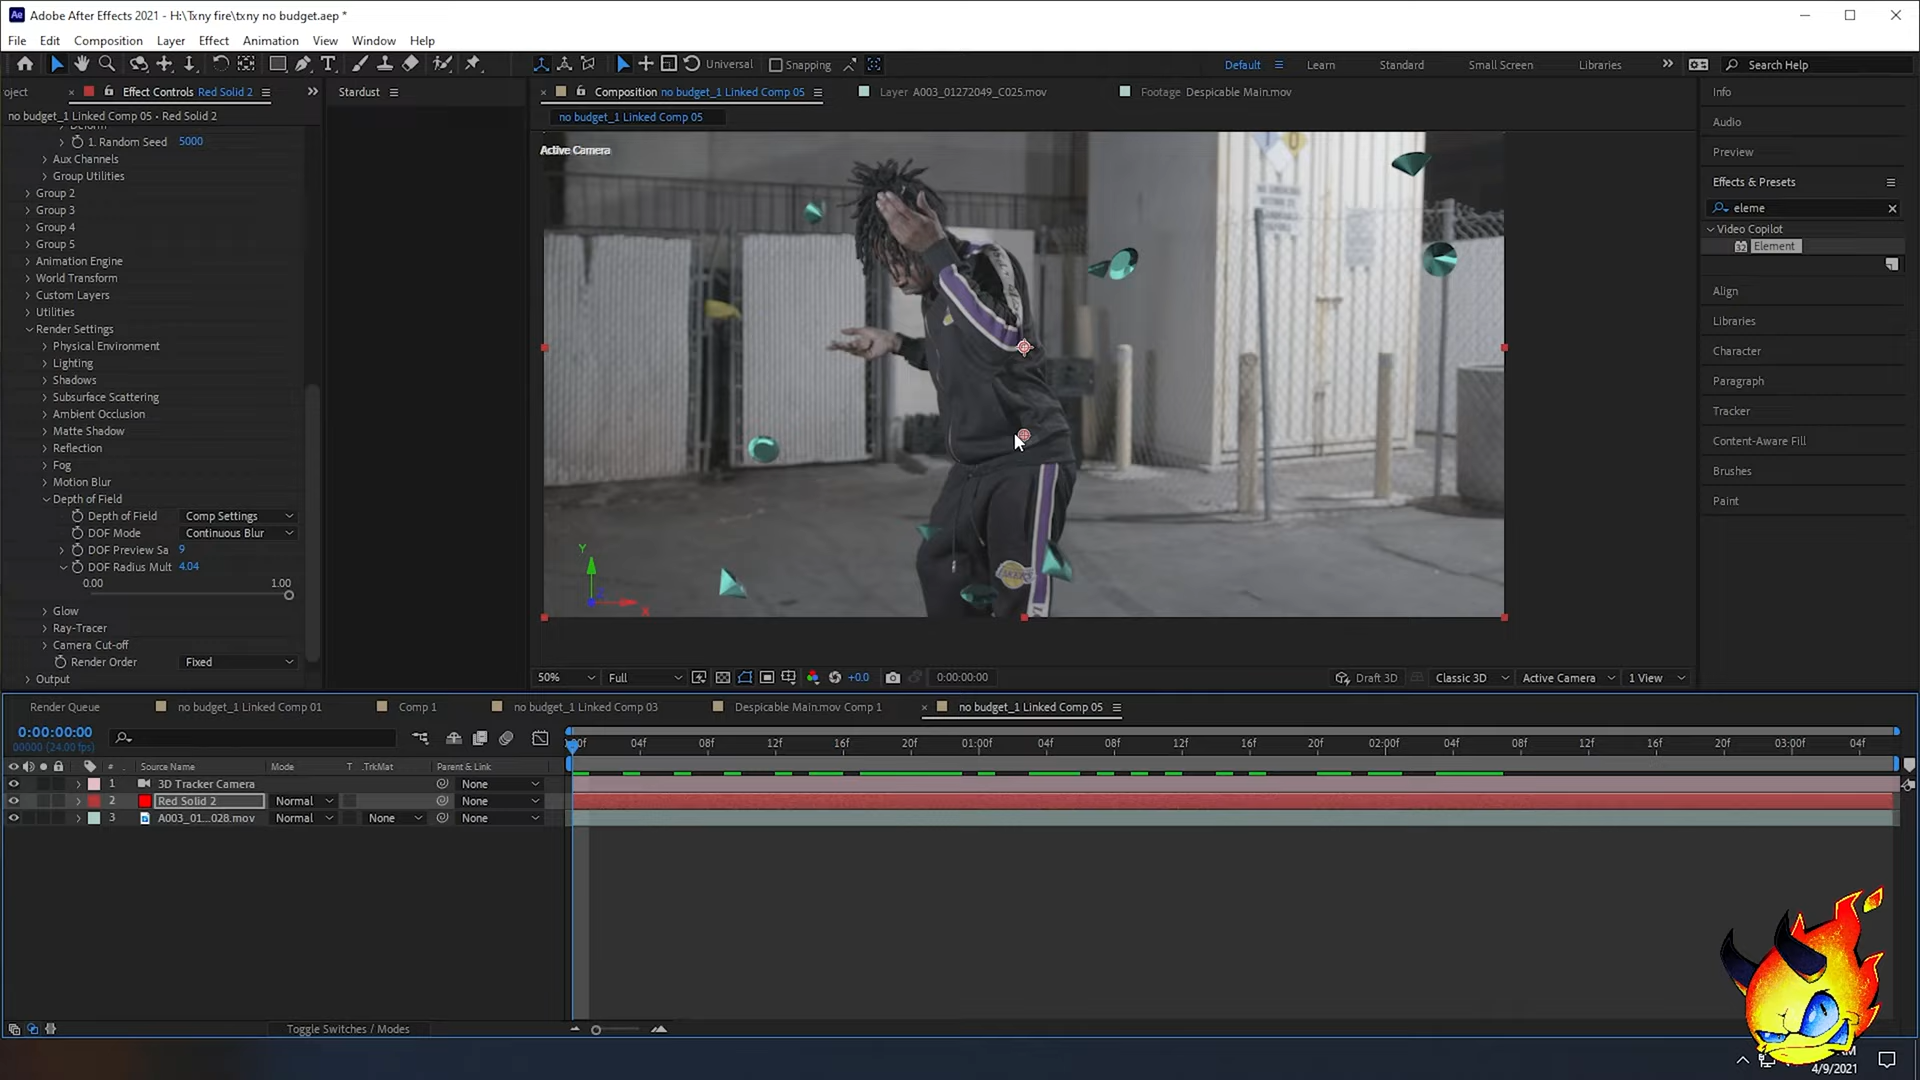 Adobe After Effects 2021 - H:\Txny fire\txny no budget.aep *
File Edit Composition Layer Effect Animation View Window Help
Universal Snapping Default Learn Standard Small Screen Libraries Search Help
oject Effect Controls Red Solid 2
Stardust
Composition no budget_1 Linked Comp 05
Layer A003_01272049_C025.mov
Footage Despicable Main.mov
no budget_1 Linked Comp 05 • Red Solid 2
no budget_1 Linked Comp 05
Active Camera
1. Random Seed 5000
Aux Channels
Group Utilities
Group 2
Group 3
Group 4
Group 5
Animation Engine
World Transform
Custom Layers
Utilities
Render Settings
Physical Environment
Lighting
Shadows
Subsurface Scattering
Ambient Occlusion
Matte Shadow
Reflection
Fog
Motion Blur
Depth of Field
Depth of Field Comp Settings
DOF Mode Continuous Blur
DOF Preview Sa 9
DOF Radius Mult 4.04
0.00 1.00
Glow
Ray-Tracer
Camera Cut-off
Render Order Fixed
Output
Y
X
50% Full +0.0 0:00:00:00 Draft 3D Classic 3D Active Camera 1 View
Info
Audio
Preview
Effects & Presets
eleme
Video Copilot
32 Element
Align
Libraries
Character
Paragraph
Tracker
Content-Aware Fill
Brushes
Paint
Render Queue no budget_1 Linked Comp 01 Comp 1 no budget_1 Linked Comp 03 Despicable Main.mov Comp 1 no budget_1 Linked Comp 05
0:00:00:00
00000 (24.00 fps)
00f 04f 08f 12f 16f 20f 01:00f 04f 08f 12f 16f 20f 02:00f 04f 08f 12f 16f 20f 03:00f 04f
# Source Name Mode T .TrkMat Parent & Link
1 3D Tracker Camera None
2 Red Solid 2 Normal None
3 A003_01...028.mov Normal None None
Toggle Switches / Modes
4/9/2021